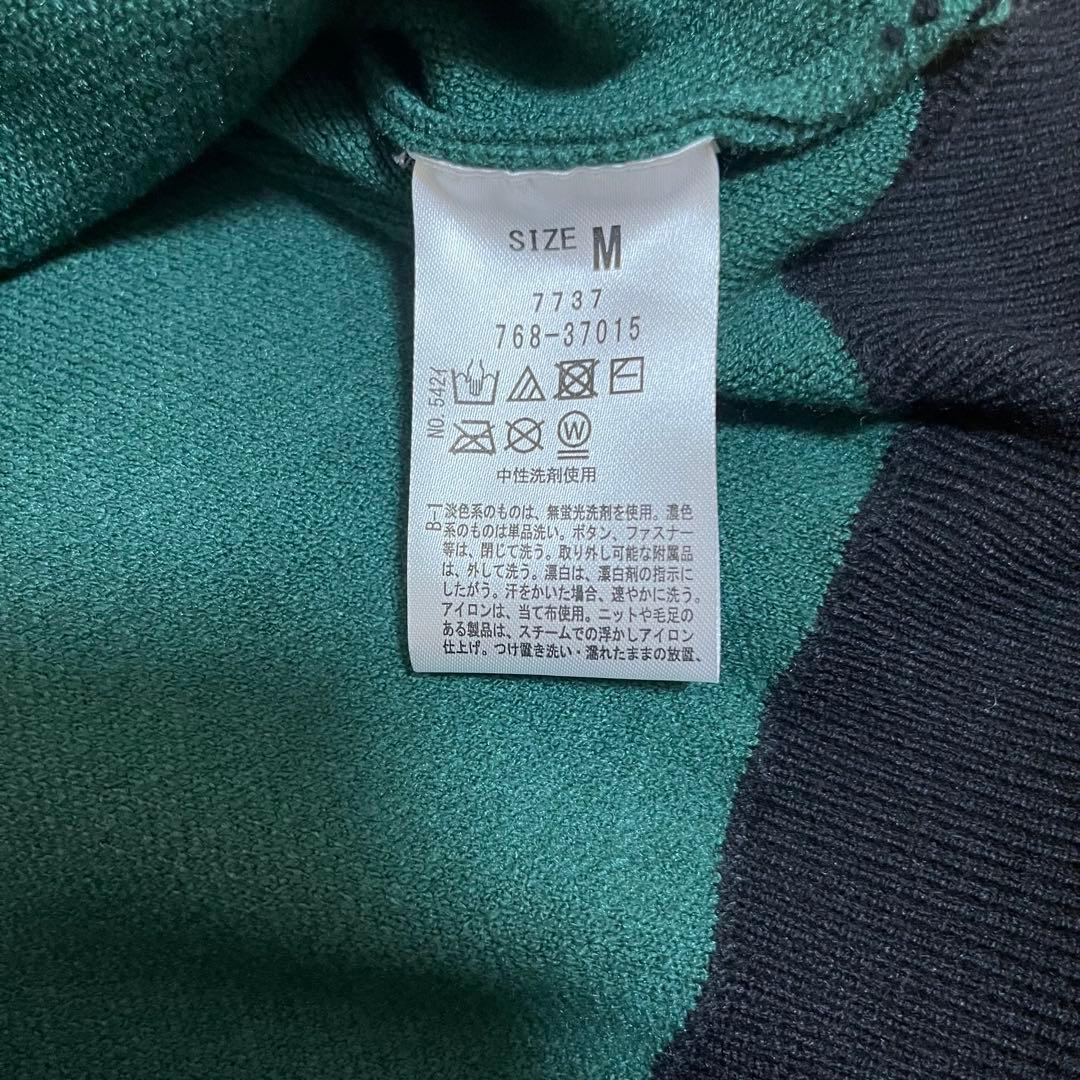 SIZE M
7737
768-37015
NO.542イ
中性洗剤使用
B-1
淡色系のものは、無蛍光洗剤を使用。濃色
系のものは単品洗い。ボタン、ファスナー
等は、閉じて洗う。取り外し可能な附属品
は、外して洗う。漂白は、漂白剤の指示に
したがう。汗をかいた場合、速やかに洗う。
アイロンは、当て布使用。ニットや毛足の
ある製品は、スチームでの浮かしアイロン
仕上げ。つけ置き洗い・濡れたままの放置、